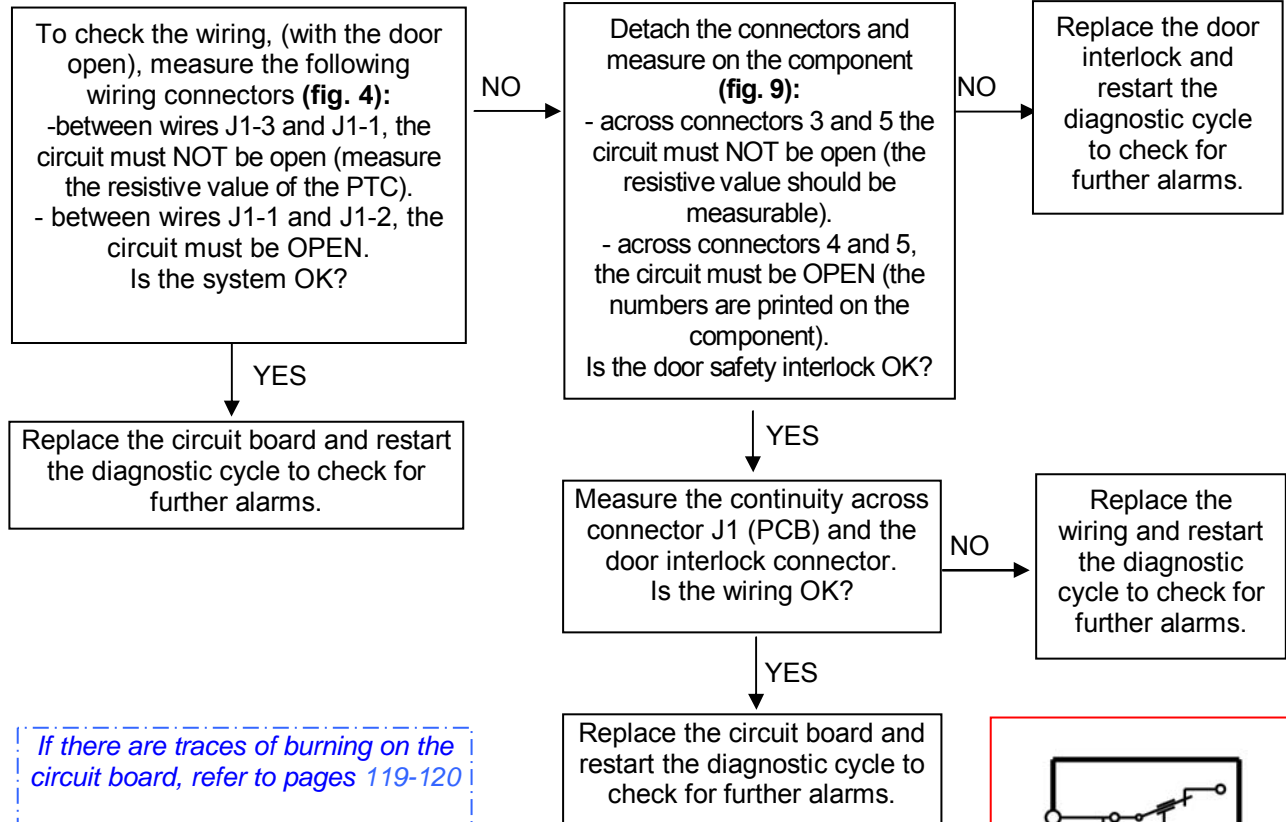 To check the wiring, (with the door
open), measure the following
wiring connectors (fig. 4):
-between wires J1-3 and J1-1, the
circuit must NOT be open (measure
the resistive value of the PTC).
- between wires J1-1 and J1-2, the
circuit must be OPEN.
Is the system OK?
NO
Detach the connectors and
measure on the component
(fig. 9):
- across connectors 3 and 5 the
circuit must NOT be open (the
resistive value should be
measurable).
- across connectors 4 and 5,
the circuit must be OPEN (the
numbers are printed on the
component).
Is the door safety interlock OK?
NO
Replace the door
interlock and
restart the
diagnostic cycle
to check for
further alarms.
YES
Replace the circuit board and restart
the diagnostic cycle to check for
further alarms.
YES
Measure the continuity across
connector J1 (PCB) and the
door interlock connector.
Is the wiring OK?
NO
Replace the
wiring and restart
the diagnostic
cycle to check for
further alarms.
YES
Replace the circuit board and
restart the diagnostic cycle to
check for further alarms.
If there are traces of burning on the
circuit board, refer to pages 119-120